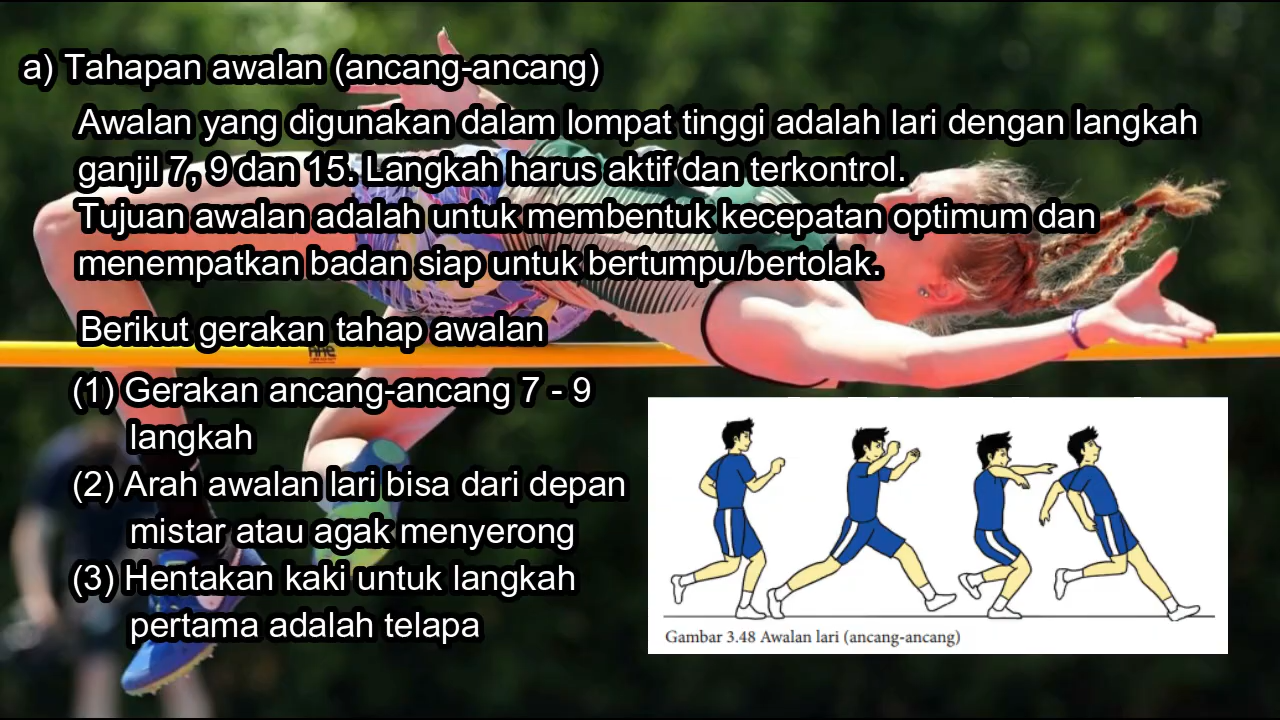 a) Tahapan awalan (ancang-ancang)
Awalan yang digunakan dalam lompat tinggi adalah lari dengan langkah
ganjil 7, 9 dan 15. Langkah harus aktif dan terkontrol.
Tujuan awalan adalah untuk membentuk kecepatan optimum dan
menempatkan badan siap untuk bertumpu/bertolak.
Berikut gerakan tahap awalan
(1) Gerakan ancang-ancang 7 - 9
langkah
(2) Arah awalan lari bisa dari depan
mistar atau agak menyerong
(3) Hentakan kaki untuk langkah
pertama adalah telapa
Gambar 3.48 Awalan lari (ancang-ancang)